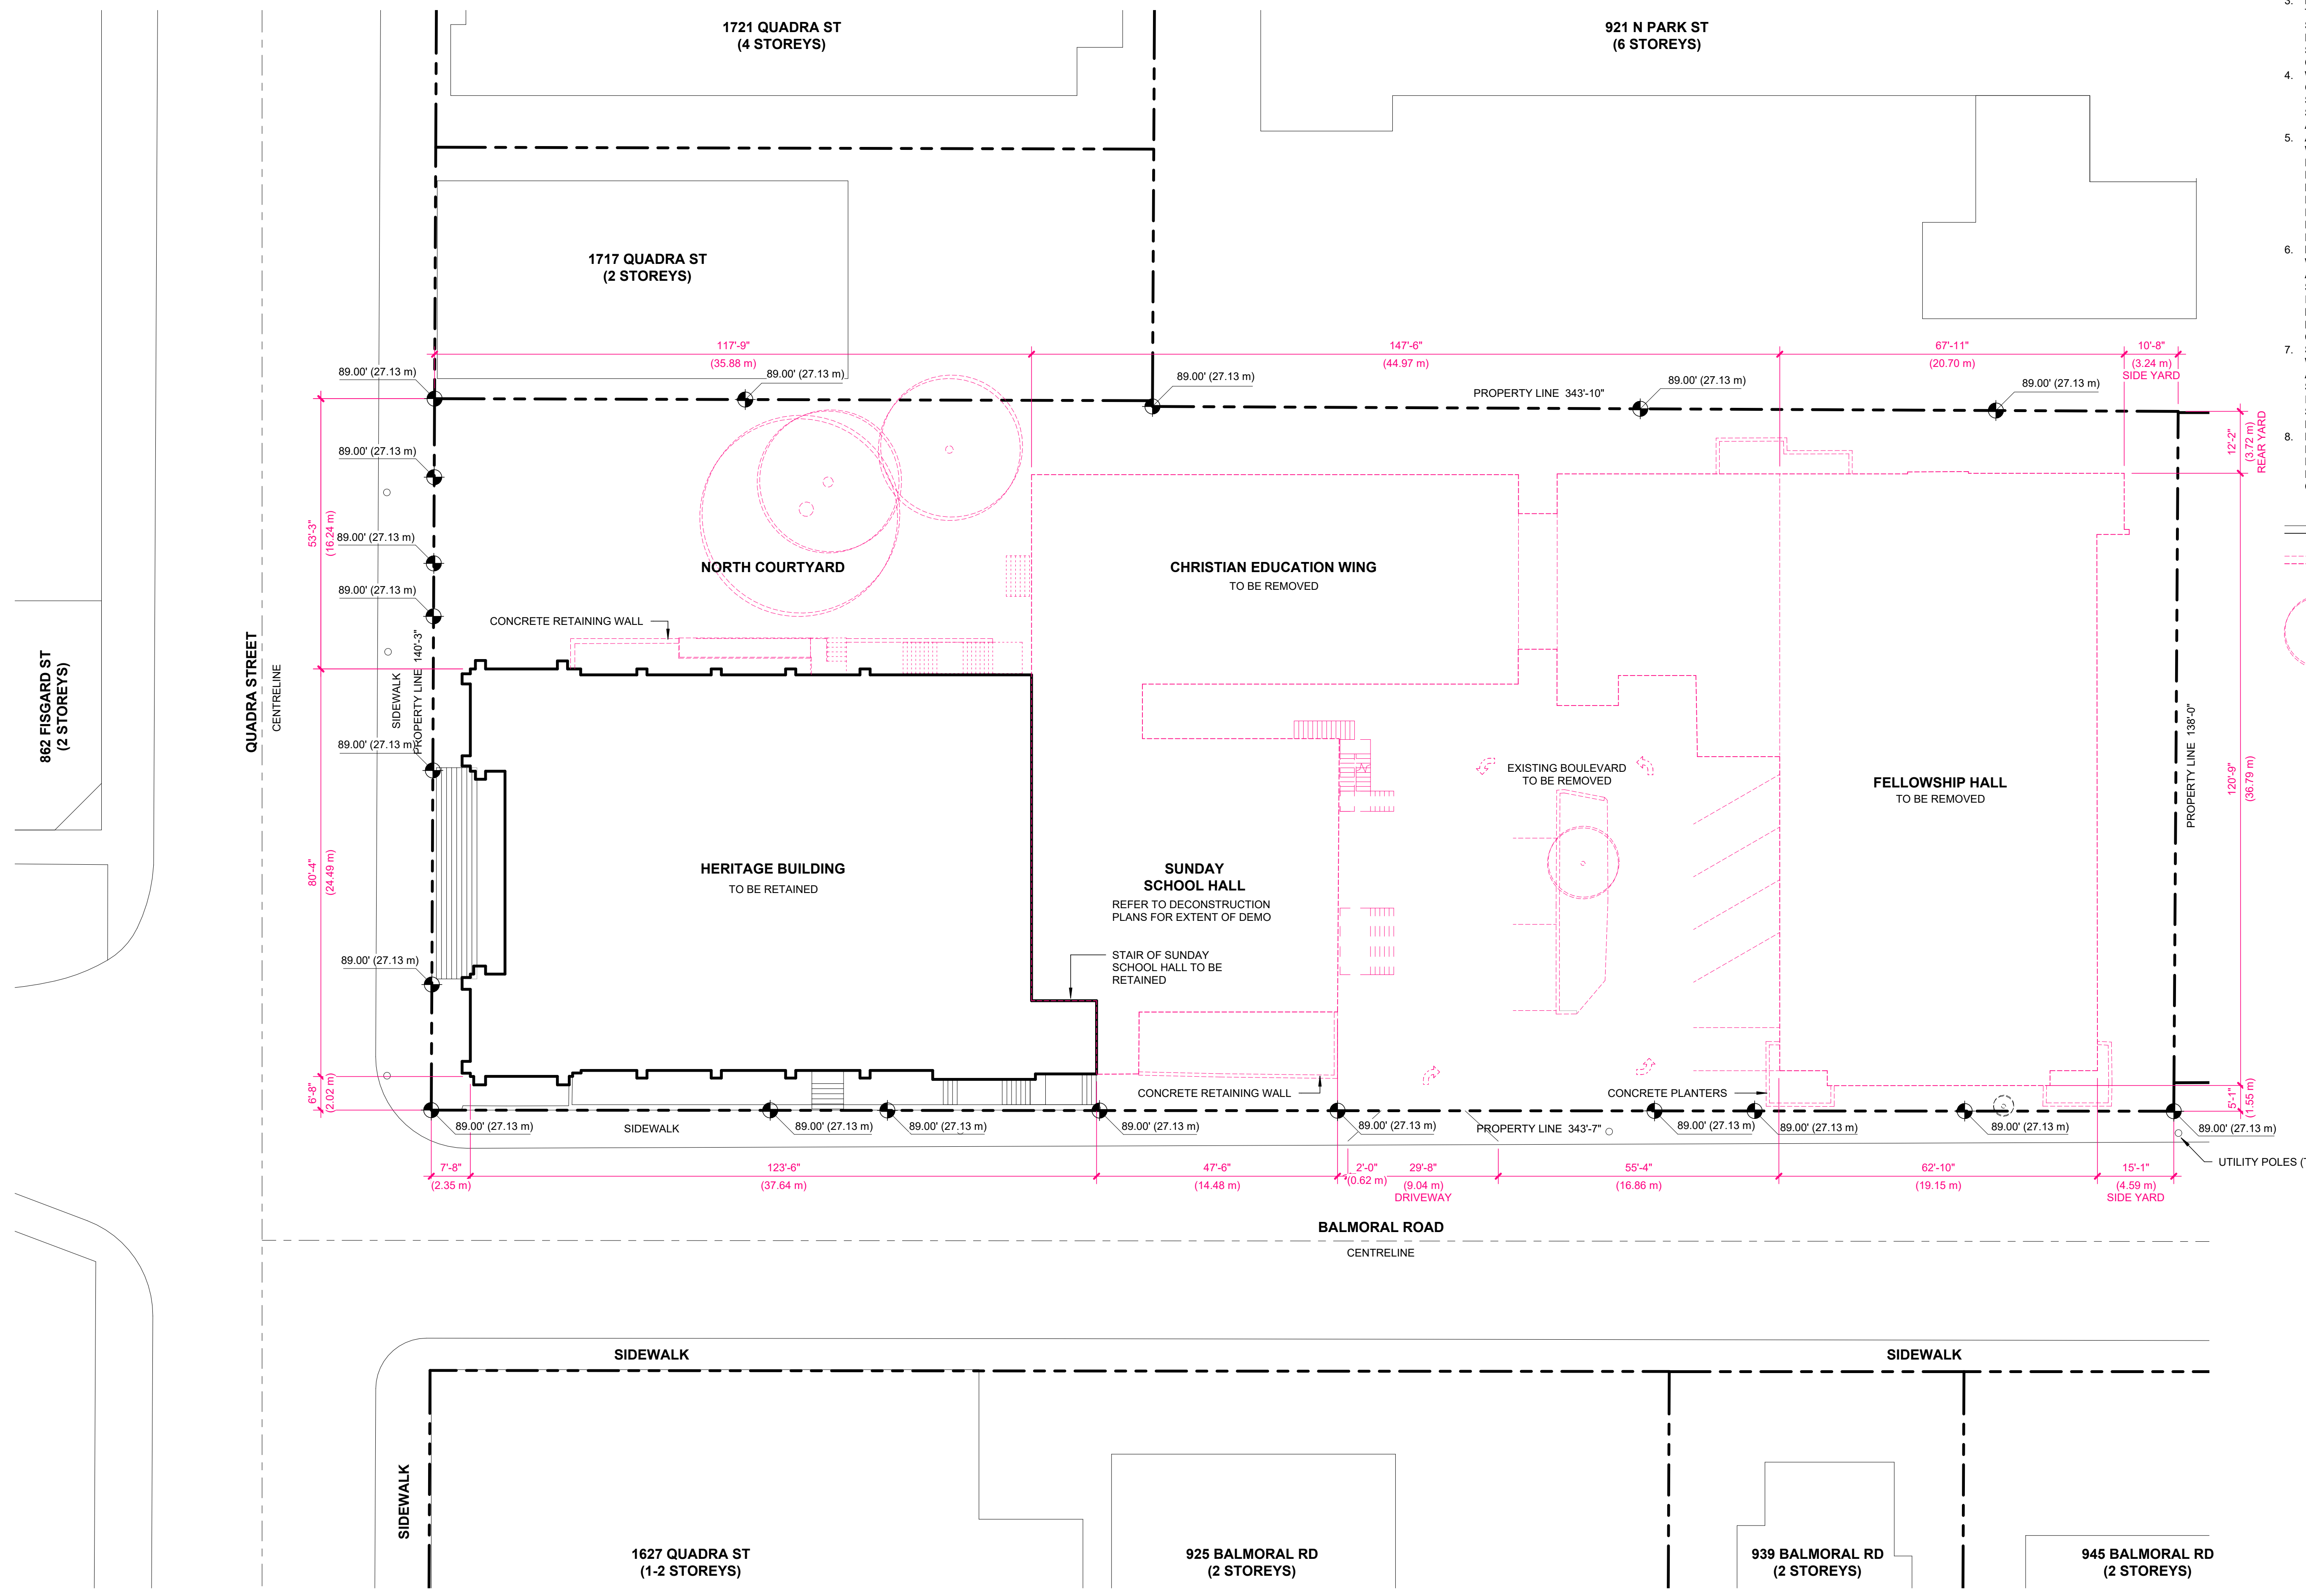 3.
1721 QUADRA ST
(4 STOREYS)
921 N PARK ST
(6 STOREYS)
4.
5.
6.
7.
8.
1717 QUADRA ST
(2 STOREYS)
117'-9"
(35.88 m)
147'-6"
(44.97 m)
67'-11"
(20.70 m)
10'-8"
(3.24 m)
SIDE YARD
89.00' (27.13 m)
89.00' (27.13 m)
89.00' (27.13 m)
PROPERTY LINE 343'-10"
89.00' (27.13 m)
89.00' (27.13 m)
12'-2"
(3.72 m)
REAR YARD
89.00' (27.13 m)
53'-3"
(16.24 m)
89.00' (27.13 m)
89.00' (27.13 m)
NORTH COURTYARD
CHRISTIAN EDUCATION WING
TO BE REMOVED
CONCRETE RETAINING WALL
862 FISGARD ST
(2 STOREYS)
QUADRA STREET
CENTRELINE
SIDEWALK
PROPERTY LINE 140'-3"
89.00' (27.13 m)
EXISTING BOULEVARD
TO BE REMOVED
FELLOWSHIP HALL
TO BE REMOVED
PROPERTY LINE 138'-0"
120'-9"
(36.79 m)
80'-4"
(24.49 m)
HERITAGE BUILDING
TO BE RETAINED
SUNDAY
SCHOOL HALL
REFER TO DECONSTRUCTION
PLANS FOR EXTENT OF DEMO
STAIR OF SUNDAY
SCHOOL HALL TO BE
RETAINED
89.00' (27.13 m)
6'-8"
(2.02 m)
CONCRETE RETAINING WALL
CONCRETE PLANTERS
5'-1"
(1.55 m)
89.00' (27.13 m)
SIDEWALK
89.00' (27.13 m)
89.00' (27.13 m)
89.00' (27.13 m)
89.00' (27.13 m)
PROPERTY LINE 343'-7"
89.00' (27.13 m)
89.00' (27.13 m)
89.00' (27.13 m)
89.00' (27.13 m)
UTILITY POLES (
7'-8"
(2.35 m)
123'-6"
(37.64 m)
47'-6"
(14.48 m)
2'-0"
(0.62 m)
29'-8"
(9.04 m)
DRIVEWAY
55'-4"
(16.86 m)
62'-10"
(19.15 m)
15'-1"
(4.59 m)
SIDE YARD
BALMORAL ROAD
CENTRELINE
SIDEWALK
SIDEWALK
SIDEWALK
1627 QUADRA ST
(1-2 STOREYS)
925 BALMORAL RD
(2 STOREYS)
939 BALMORAL RD
(2 STOREYS)
945 BALMORAL RD
(2 STOREYS)